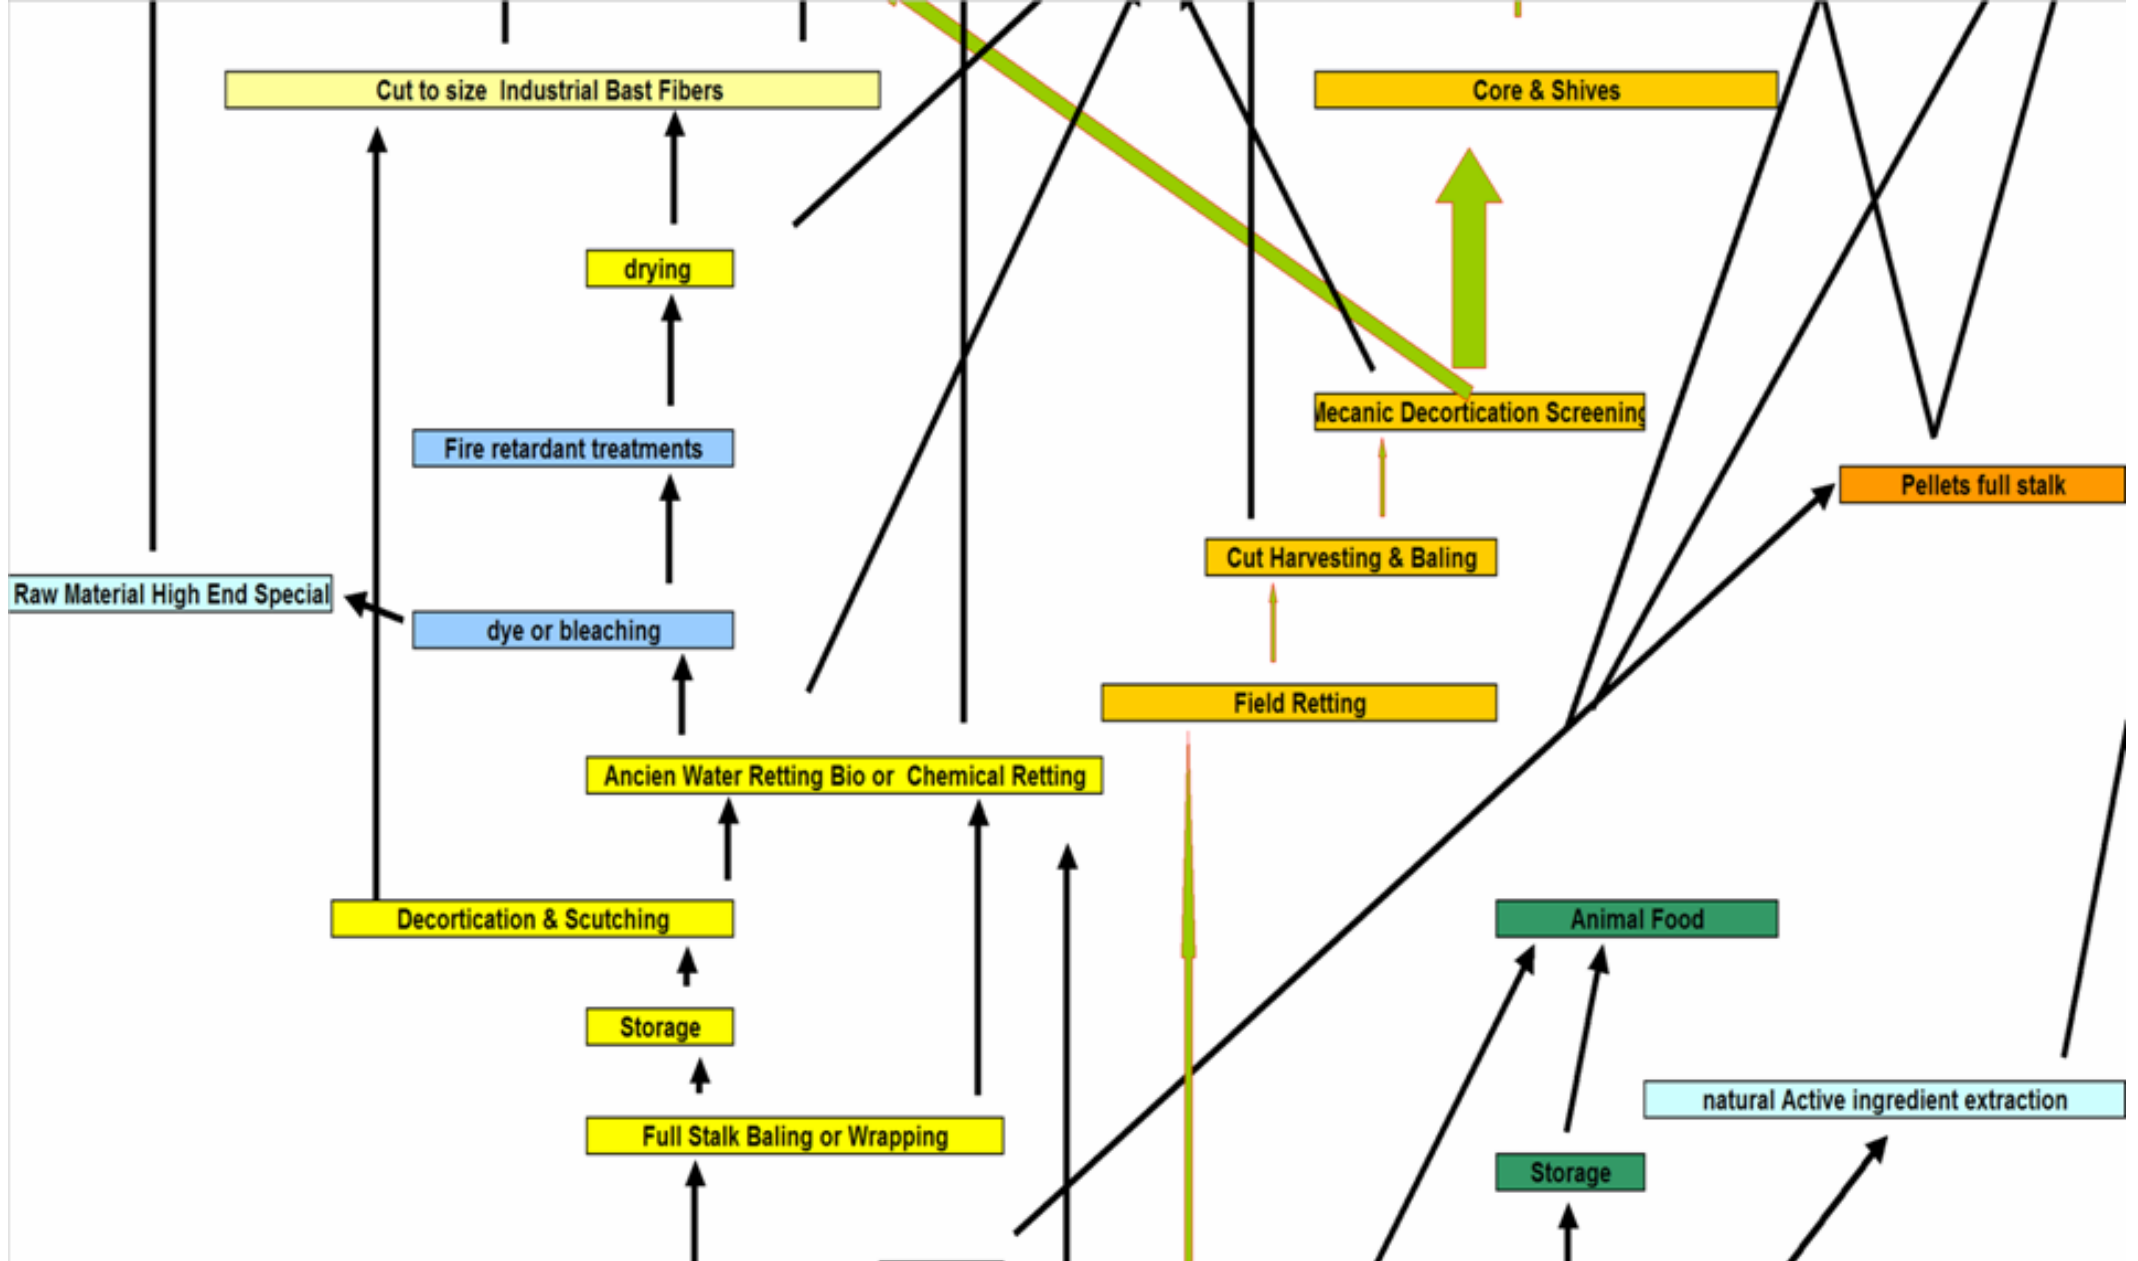 Cut to size Industrial Bast Fibers
Core & Shives
drying
Mecanic Decortication Screening
Fire retardant treatments
Pellets full stalk
Cut Harvesting & Baling
Raw Material High End Special
dye or bleaching
Field Retting
Ancien Water Retting Bio or Chemical Retting
Decortication & Scutching
Animal Food
Storage
natural Active ingredient extraction
Full Stalk Baling or Wrapping
Storage